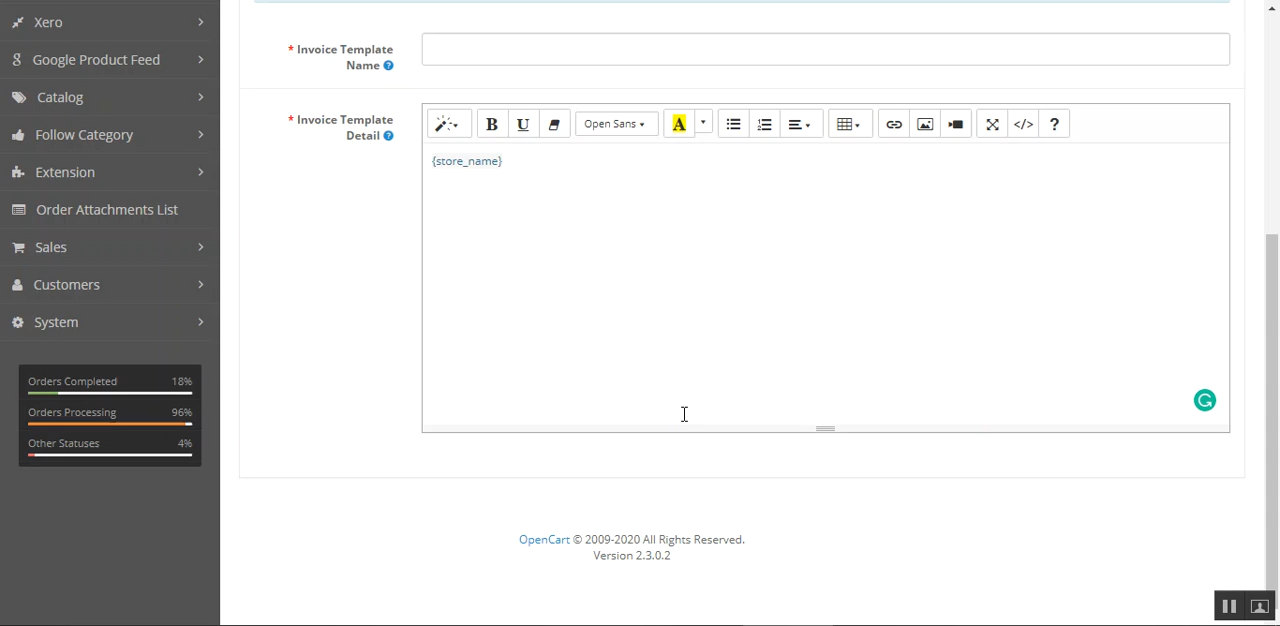 Xero
Google Product Feed
Catalog
Follow Category
Extension
Order Attachments List
Sales
Customers
System
Orders Completed 18%
Orders Processing 96%
Other Statuses 4%
* Invoice Template
Name ?
* Invoice Template
Detail ?
B U Open Sans A </> ?
{store_name}
OpenCart © 2009-2020 All Rights Reserved.
Version 2.3.0.2